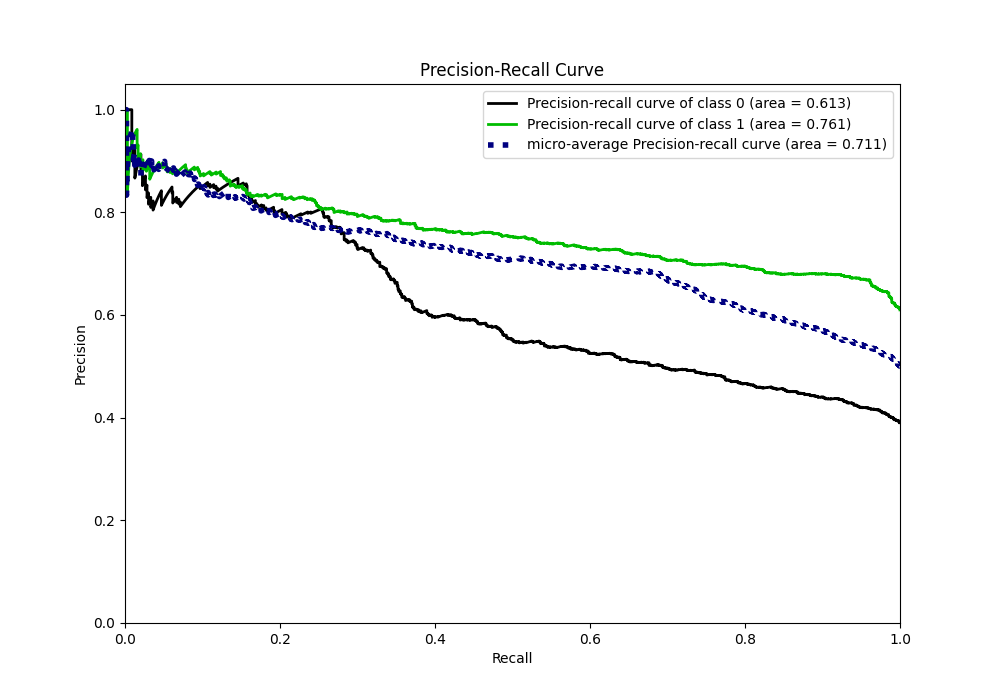 Precision-Recall Curve
Precision-recall curve of class 0 (area = 0.613)
Precision-recall curve of class 1 (area = 0.761)
micro-average Precision-recall curve (area = 0.711)
Precision
1.0
0.8
0.6
0.4
0.2
0.0
0.0 0.2 0.4 0.6 0.8 1.0
Recall